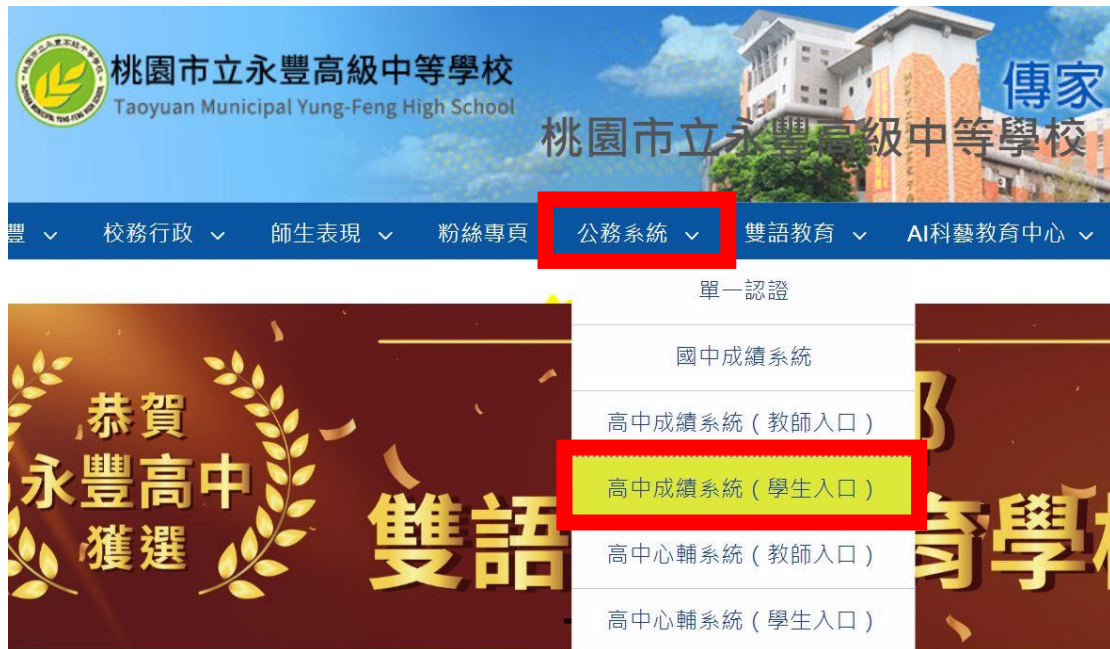 桃園市立永豐高級中等學校
Taoyuan Municipal Yung-Feng High School
傳家
桃園市立永豐高級中等學校
豐 校務行政 師生表現 粉絲專頁 公務系統 雙語教育 AI科藝教育中心
單一認證
國中成績系統
高中成績系統（教師入口）
高中成績系統（學生入口）
高中心輔系統（教師入口）
高中心輔系統（學生入口）
恭賀
永豐高中
獲選
部
雙語 育學校